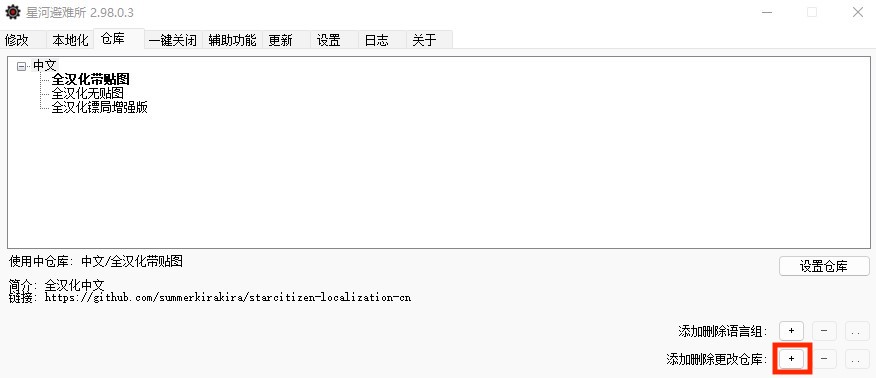 星河避难所 2.98.0.3
修改 本地化 仓库 一键关闭 辅助功能 更新 设置 日志 关于
中文
全汉化带贴图
全汉化无贴图
全汉化镖局增强版
使用中仓库: 中文/全汉化带贴图
设置仓库
简介: 全汉化中文
链接: https://github.com/summerkirakira/starcitizen-localization-cn
添加删除语言组: + - ..
添加删除更改仓库: + - ..